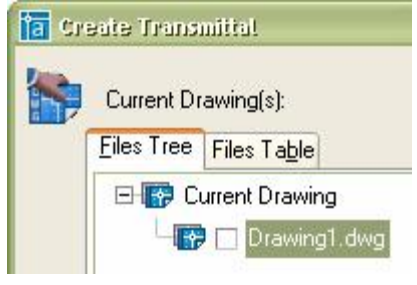 Create Transmittal
Current Drawing(s):
Files Tree Files Table
Current Drawing
Drawing1.dwg